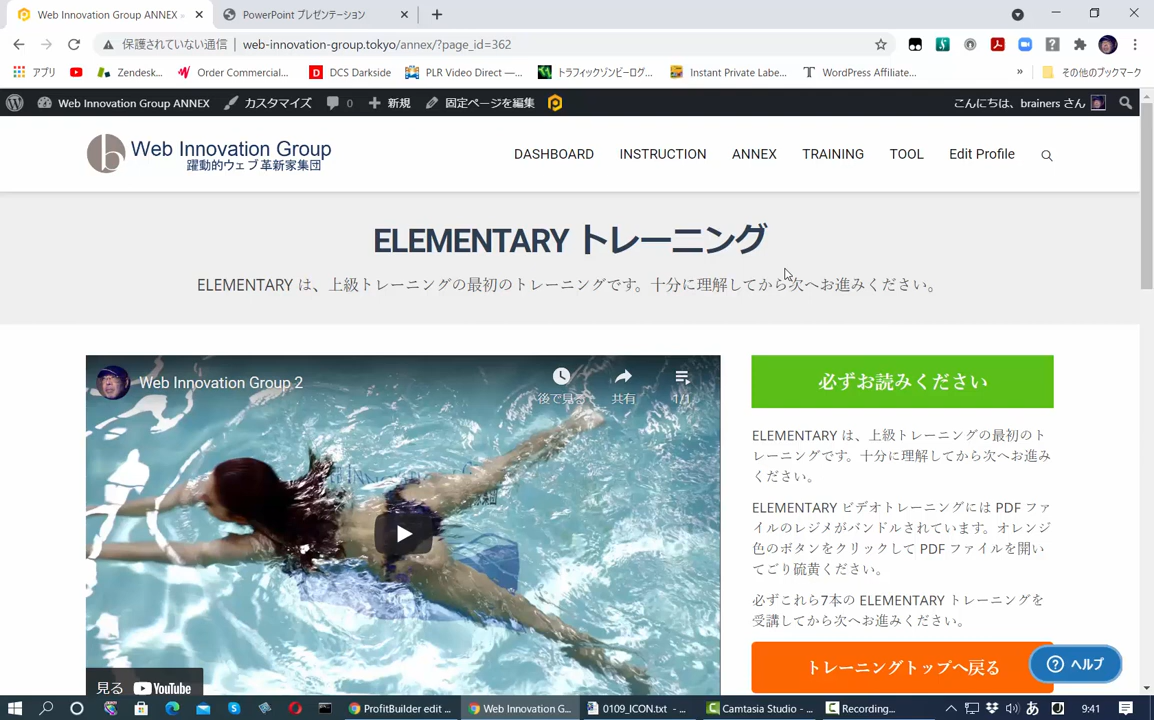 Web Innovation Group ANNEX
PowerPoint プレゼンテーション
保護されていない通信 | web-innovation-group.tokyo/annex/?page_id=362
アプリ
Zendesk...
Order Commercial...
DCS Darkside
PLR Video Direct —...
トラフィックゾンビーログ...
Instant Private Labe...
WordPress Affiliate...
»
その他のブックマーク
Web Innovation Group ANNEX
カスタマイズ
0
新規
固定ページを編集
こんにちは、brainers さん
Web Innovation Group
躍動的ウェブ革新家集団
DASHBOARD
INSTRUCTION
ANNEX
TRAINING
TOOL
Edit Profile
ELEMENTARY トレーニング
ELEMENTARY は、上級トレーニングの最初のトレーニングです。十分に理解してから次へお進みください。
Web Innovation Group 2
後で見る
共有
1/1
見る YouTube
必ずお読みください
ELEMENTARY は、上級トレーニングの最初のト
レーニングです。十分に理解してから次へお進み
ください。
ELEMENTARY ビデオトレーニングには PDF ファ
イルのレジメがバンドルされています。オレンジ
色のボタンをクリックして PDF ファイルを開い
てごり硫黄ください。
必ずこれら7本の ELEMENTARY トレーニングを
受講してから次へお進みください。
トレーニングトップへ戻る
ヘルプ
ProfitBuilder edit ...
Web Innovation G...
0109_ICON.txt - ...
Camtasia Studio - ...
Recording...
あ
9:41